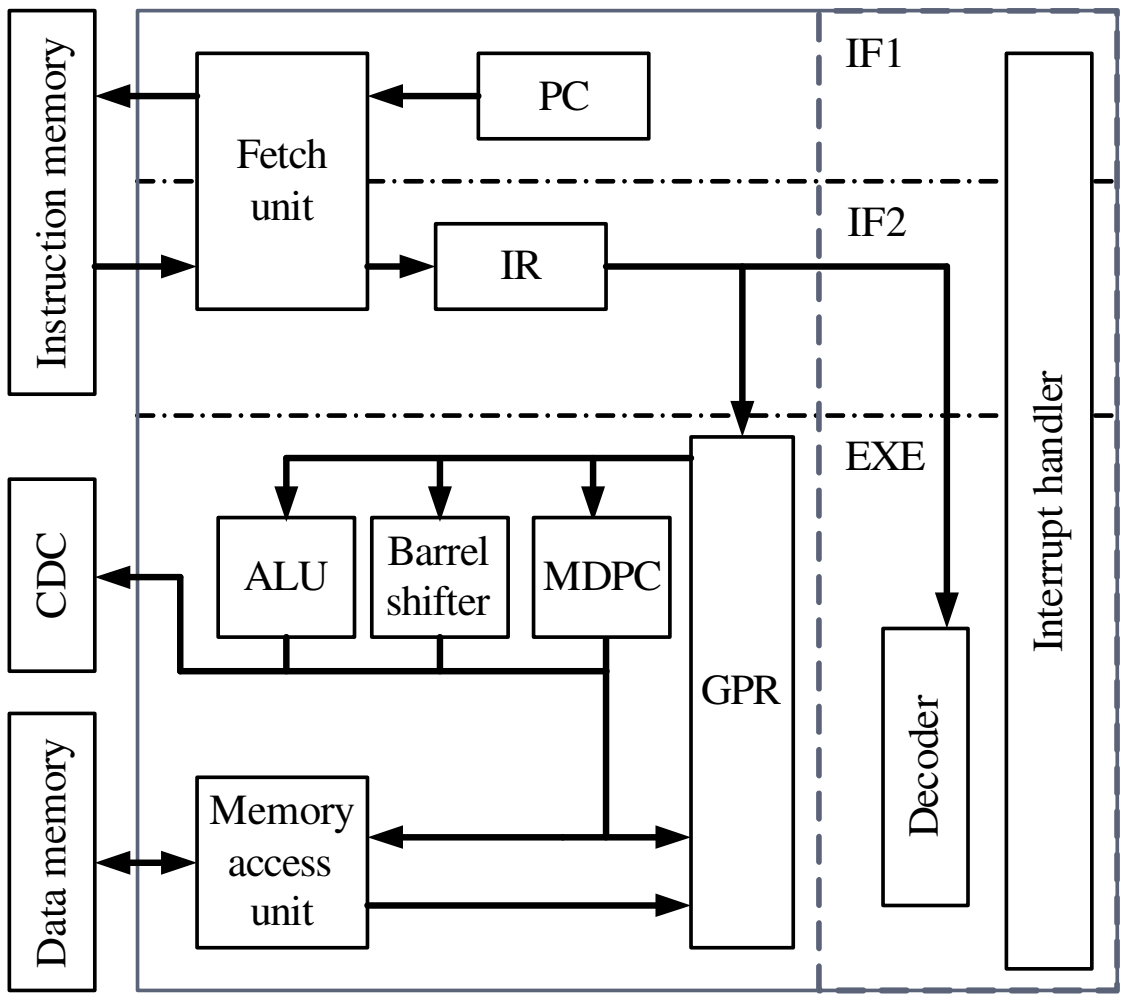 Instruction memory
Fetch
unit
PC
IF1
IF2
IR
Interrupt handler
EXE
CDC
ALU
Barrel
shifter
MDPC
GPR
Decoder
Data memory
Memory
access
unit